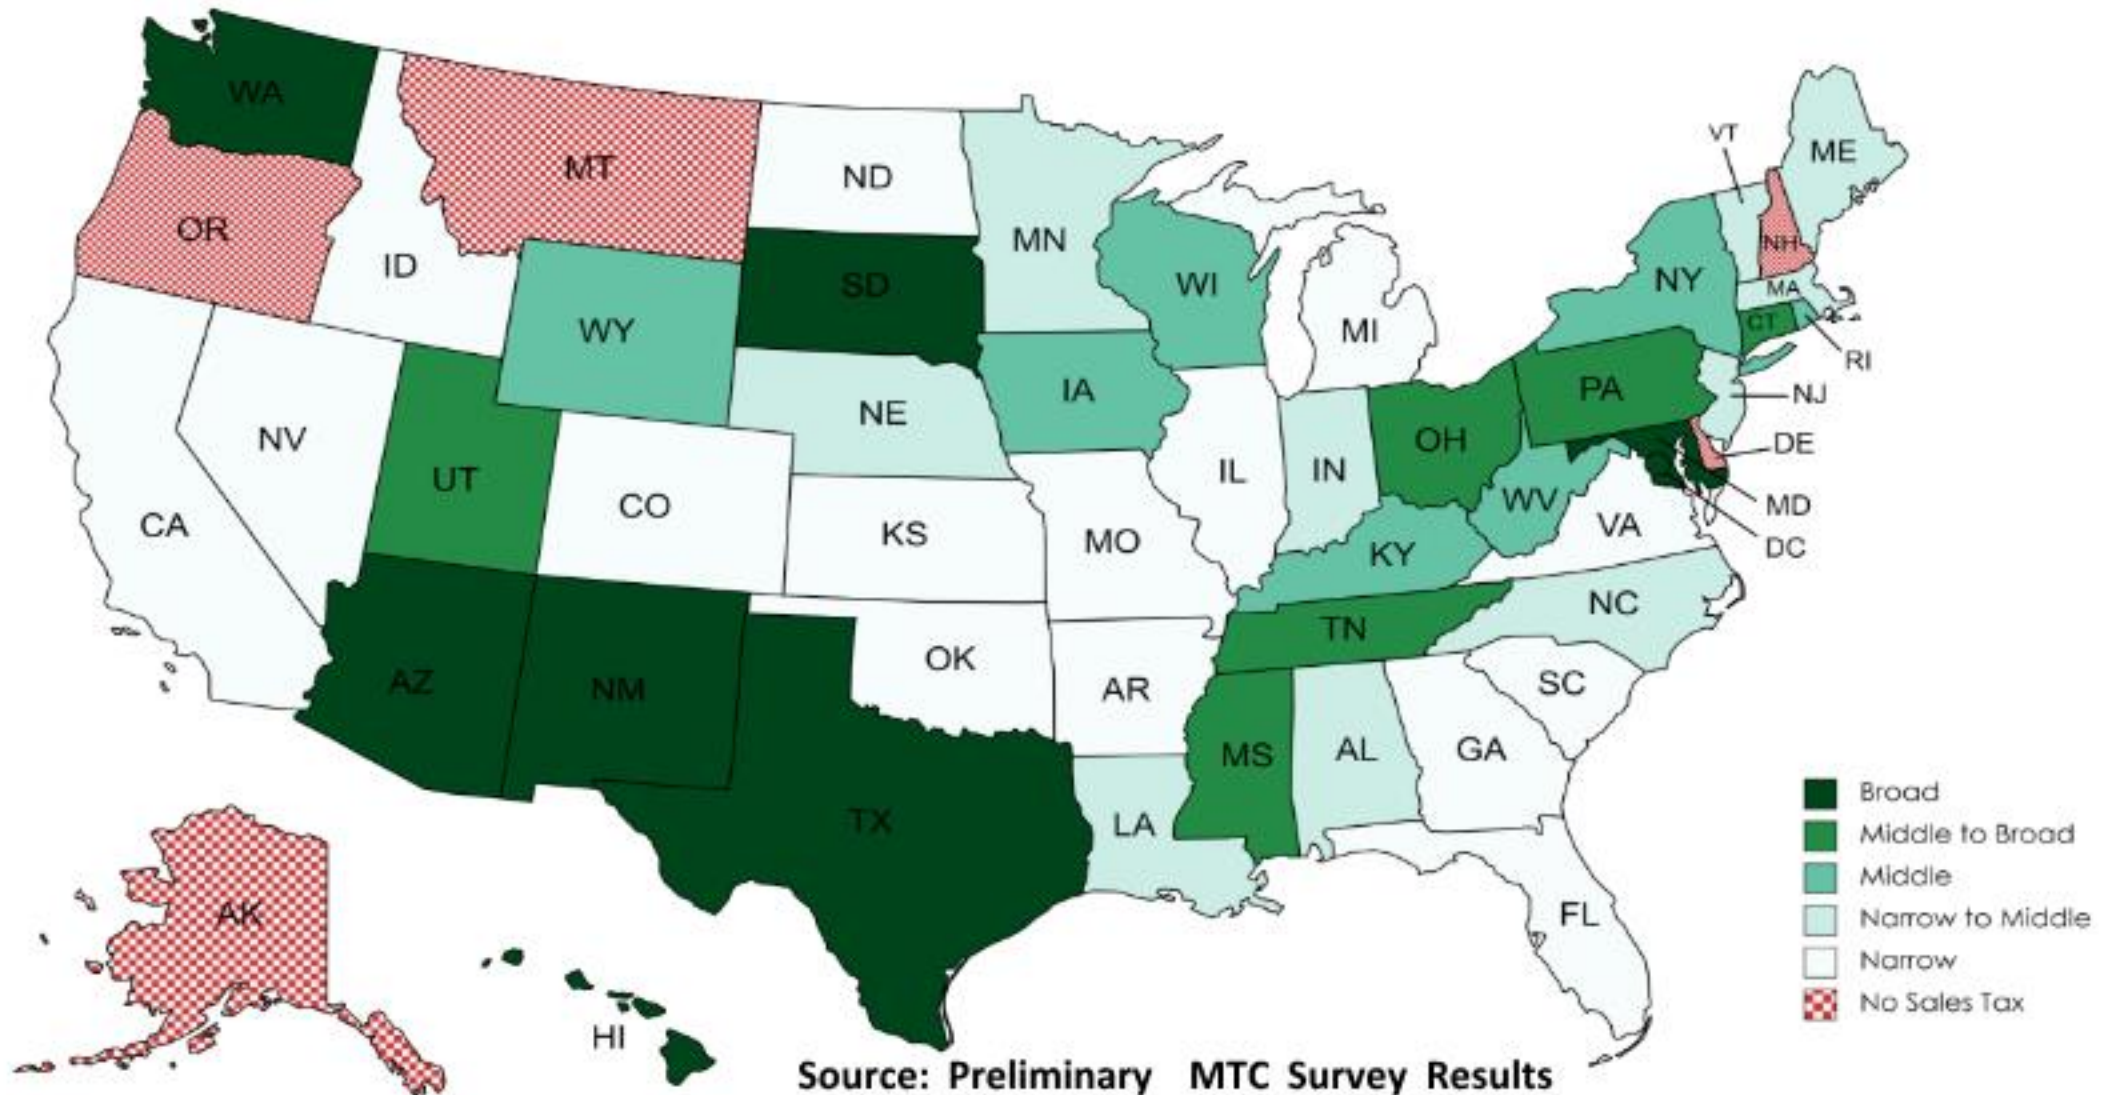 WA
VT
ME
MT
ND
OR
MN
NH
ID
NY
SD
WI
MA
WY
MI
CT
RI
PA
IA
NJ
NE
NV
OH
DE
UT
IL
IN
WV
MD
CO
CA
KS
MO
VA
DC
KY
NC
TN
OK
AZ
NM
AR
SC
MS
AL
GA
Broad
TX
LA
Middle to Broad
Middle
AK
FL
Narrow to Middle
Narrow
No Sales Tax
HI
Source: Preliminary MTC Survey Results